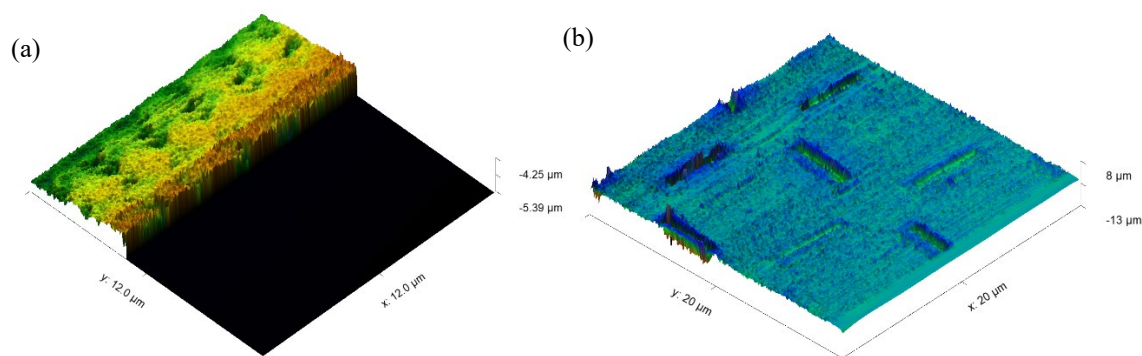 (a)
-4.25 µm
-5.39 µm
y: 12.0 µm
x: 12.0 µm
(b)
8 µm
-13 µm
y: 20 µm
x: 20 µm